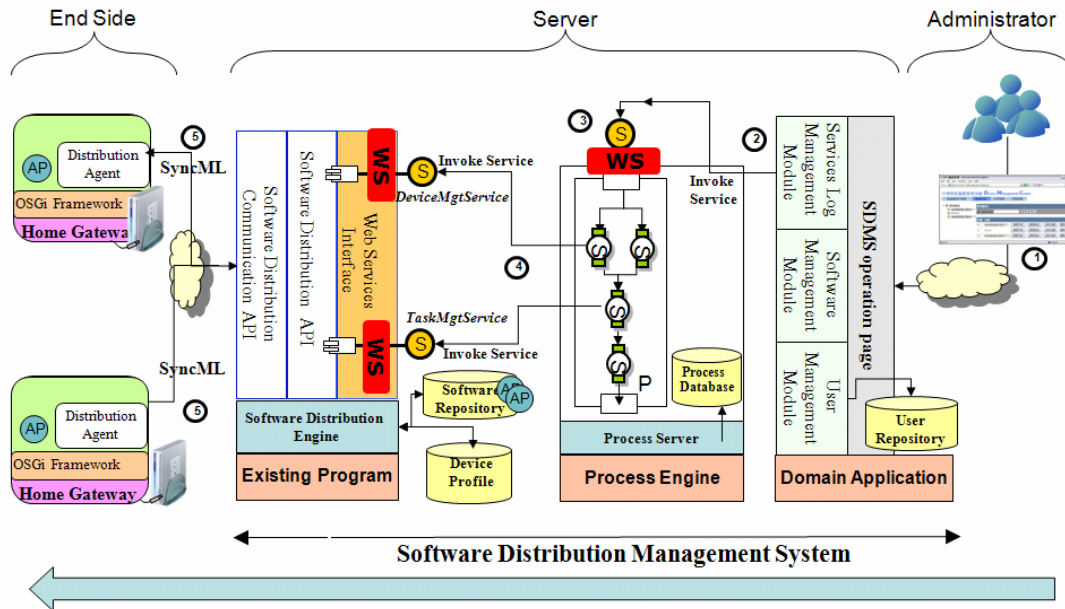 End Side
Server
Administrator
5
AP
Distribution
Agent
OSGi Framework
Home Gateway
SyncML
SyncML
AP
Distribution
Agent
OSGi Framework
Home Gateway
5
Software Distribution
Communication API
Software Distribution API
Web Services
Interface
WS
WS
S
Invoke Service
DeviceMgtService
4
TaskMgtService
S
Invoke Service
Software Distribution
Engine
Existing Program
Software
Repository
AP
AP
Device
Profile
3
S
WS
S
S
S
S
P
Process
Database
Process Server
Process Engine
2
Invoke
Service
Services Log
Management
Module
Software
Management
Module
User
Management
Module
SDMS operation page
Domain Application
User
Repository
1
Software Distribution Management System